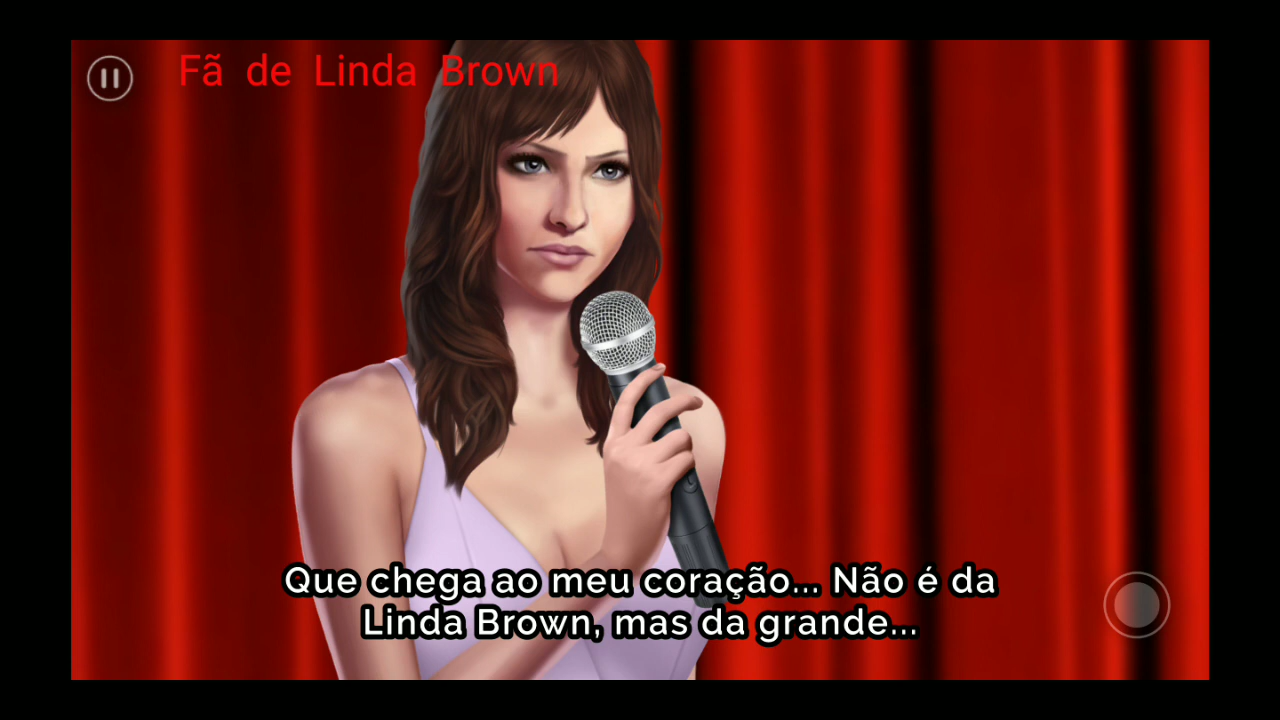 Fã de Linda Brown
Que chega ao meu coração... Não é da
Linda Brown, mas da grande...